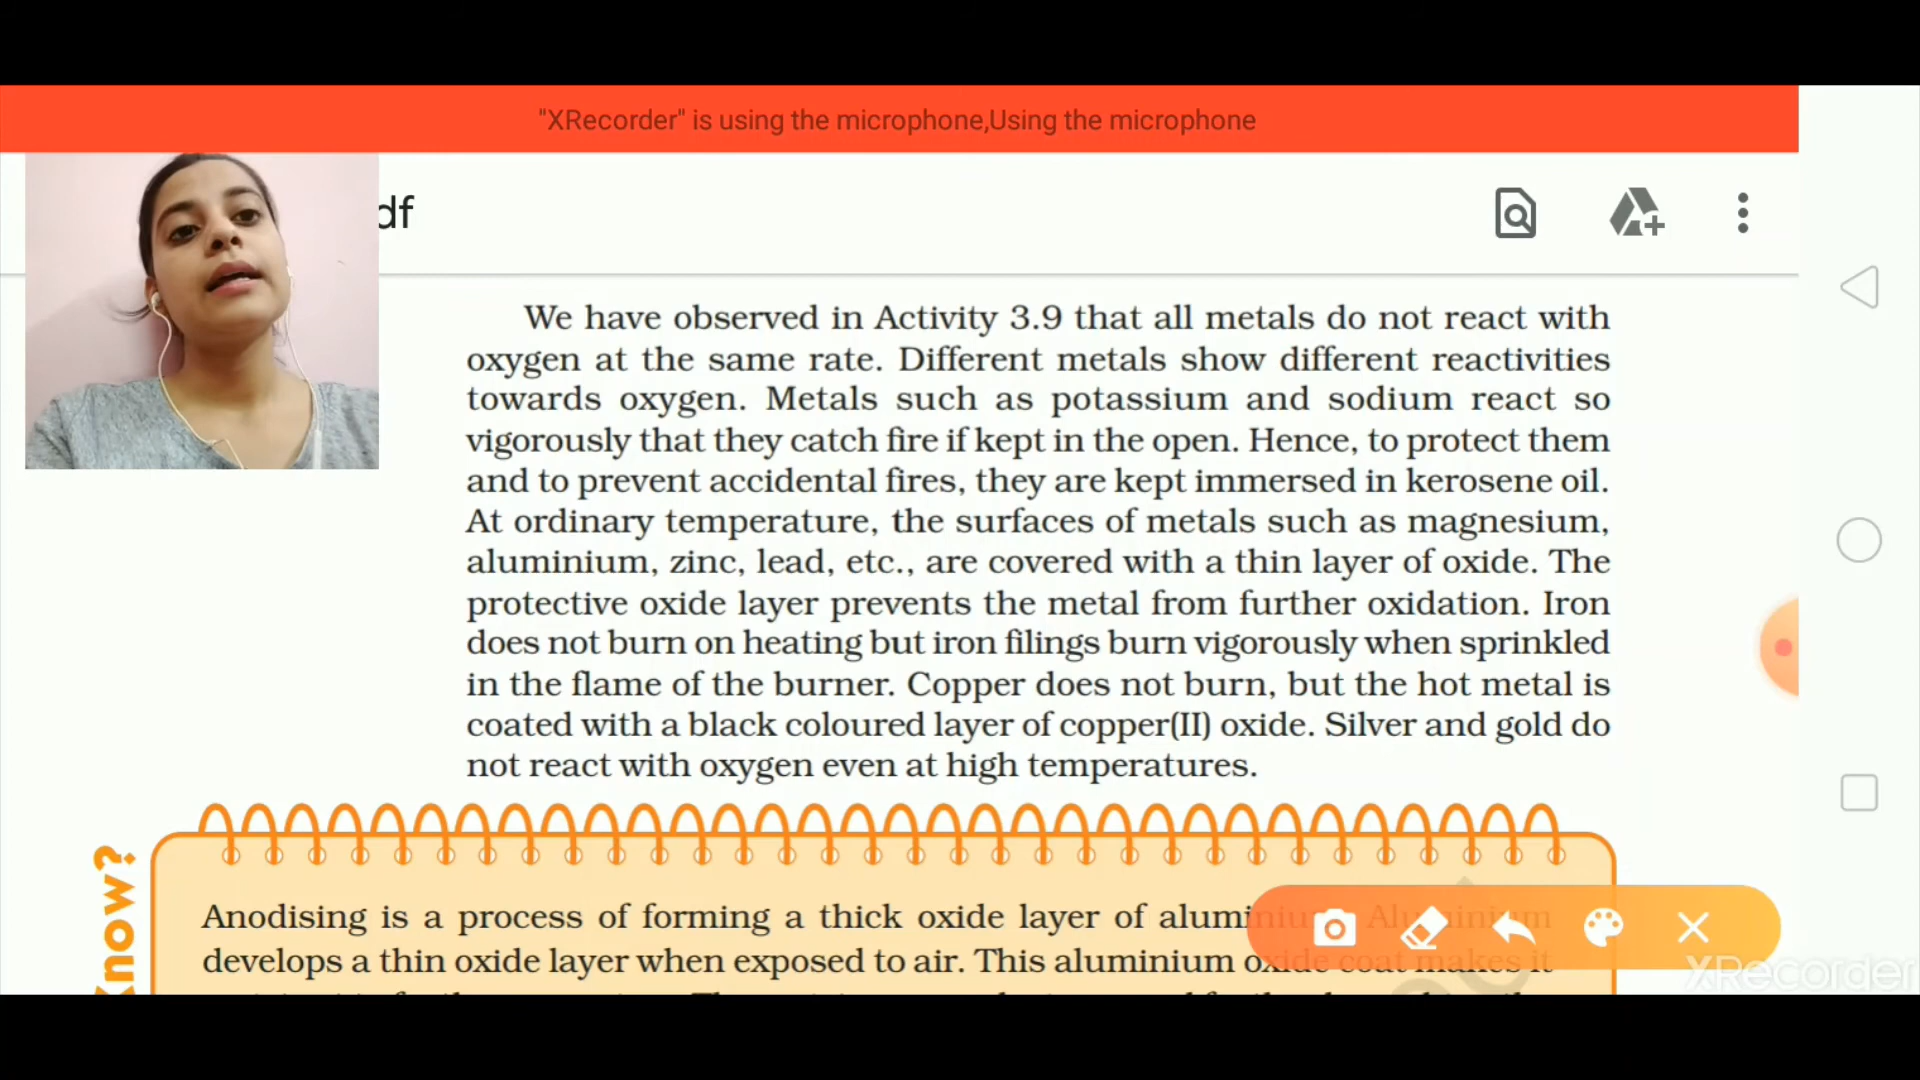 "XRecorder" is using the microphone,Using the microphone
df
We have observed in Activity 3.9 that all metals do not react with
oxygen at the same rate. Different metals show different reactivities
towards oxygen. Metals such as potassium and sodium react so
vigorously that they catch fire if kept in the open. Hence, to protect them
and to prevent accidental fires, they are kept immersed in kerosene oil.
At ordinary temperature, the surfaces of metals such as magnesium,
aluminium, zinc, lead, etc., are covered with a thin layer of oxide. The
protective oxide layer prevents the metal from further oxidation. Iron
does not burn on heating but iron filings burn vigorously when sprinkled
in the flame of the burner. Copper does not burn, but the hot metal is
coated with a black coloured layer of copper(II) oxide. Silver and gold do
not react with oxygen even at high temperatures.
Know?
Anodising is a process of forming a thick oxide layer of aluminium. Aluminium
develops a thin oxide layer when exposed to air. This aluminium oxide coat makes it
XRecorder